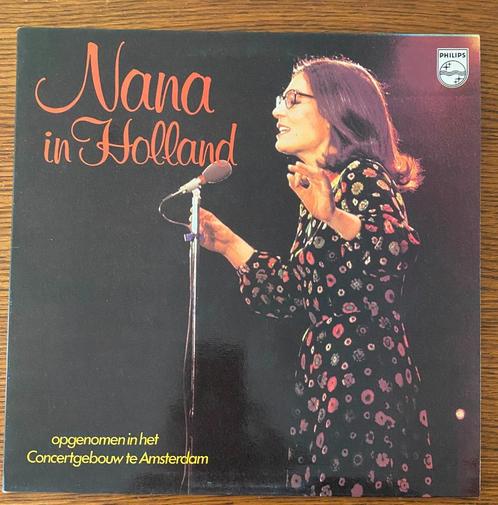 Nana
in Holland
PHILIPS
opgenomen in het
Concertgebouw te Amsterdam